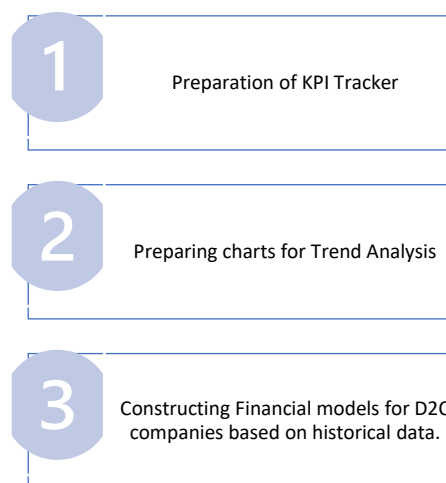 1
Preparation of KPI Tracker
2
Preparing charts for Trend Analysis
3
Constructing Financial models for D2C
companies based on historical data.